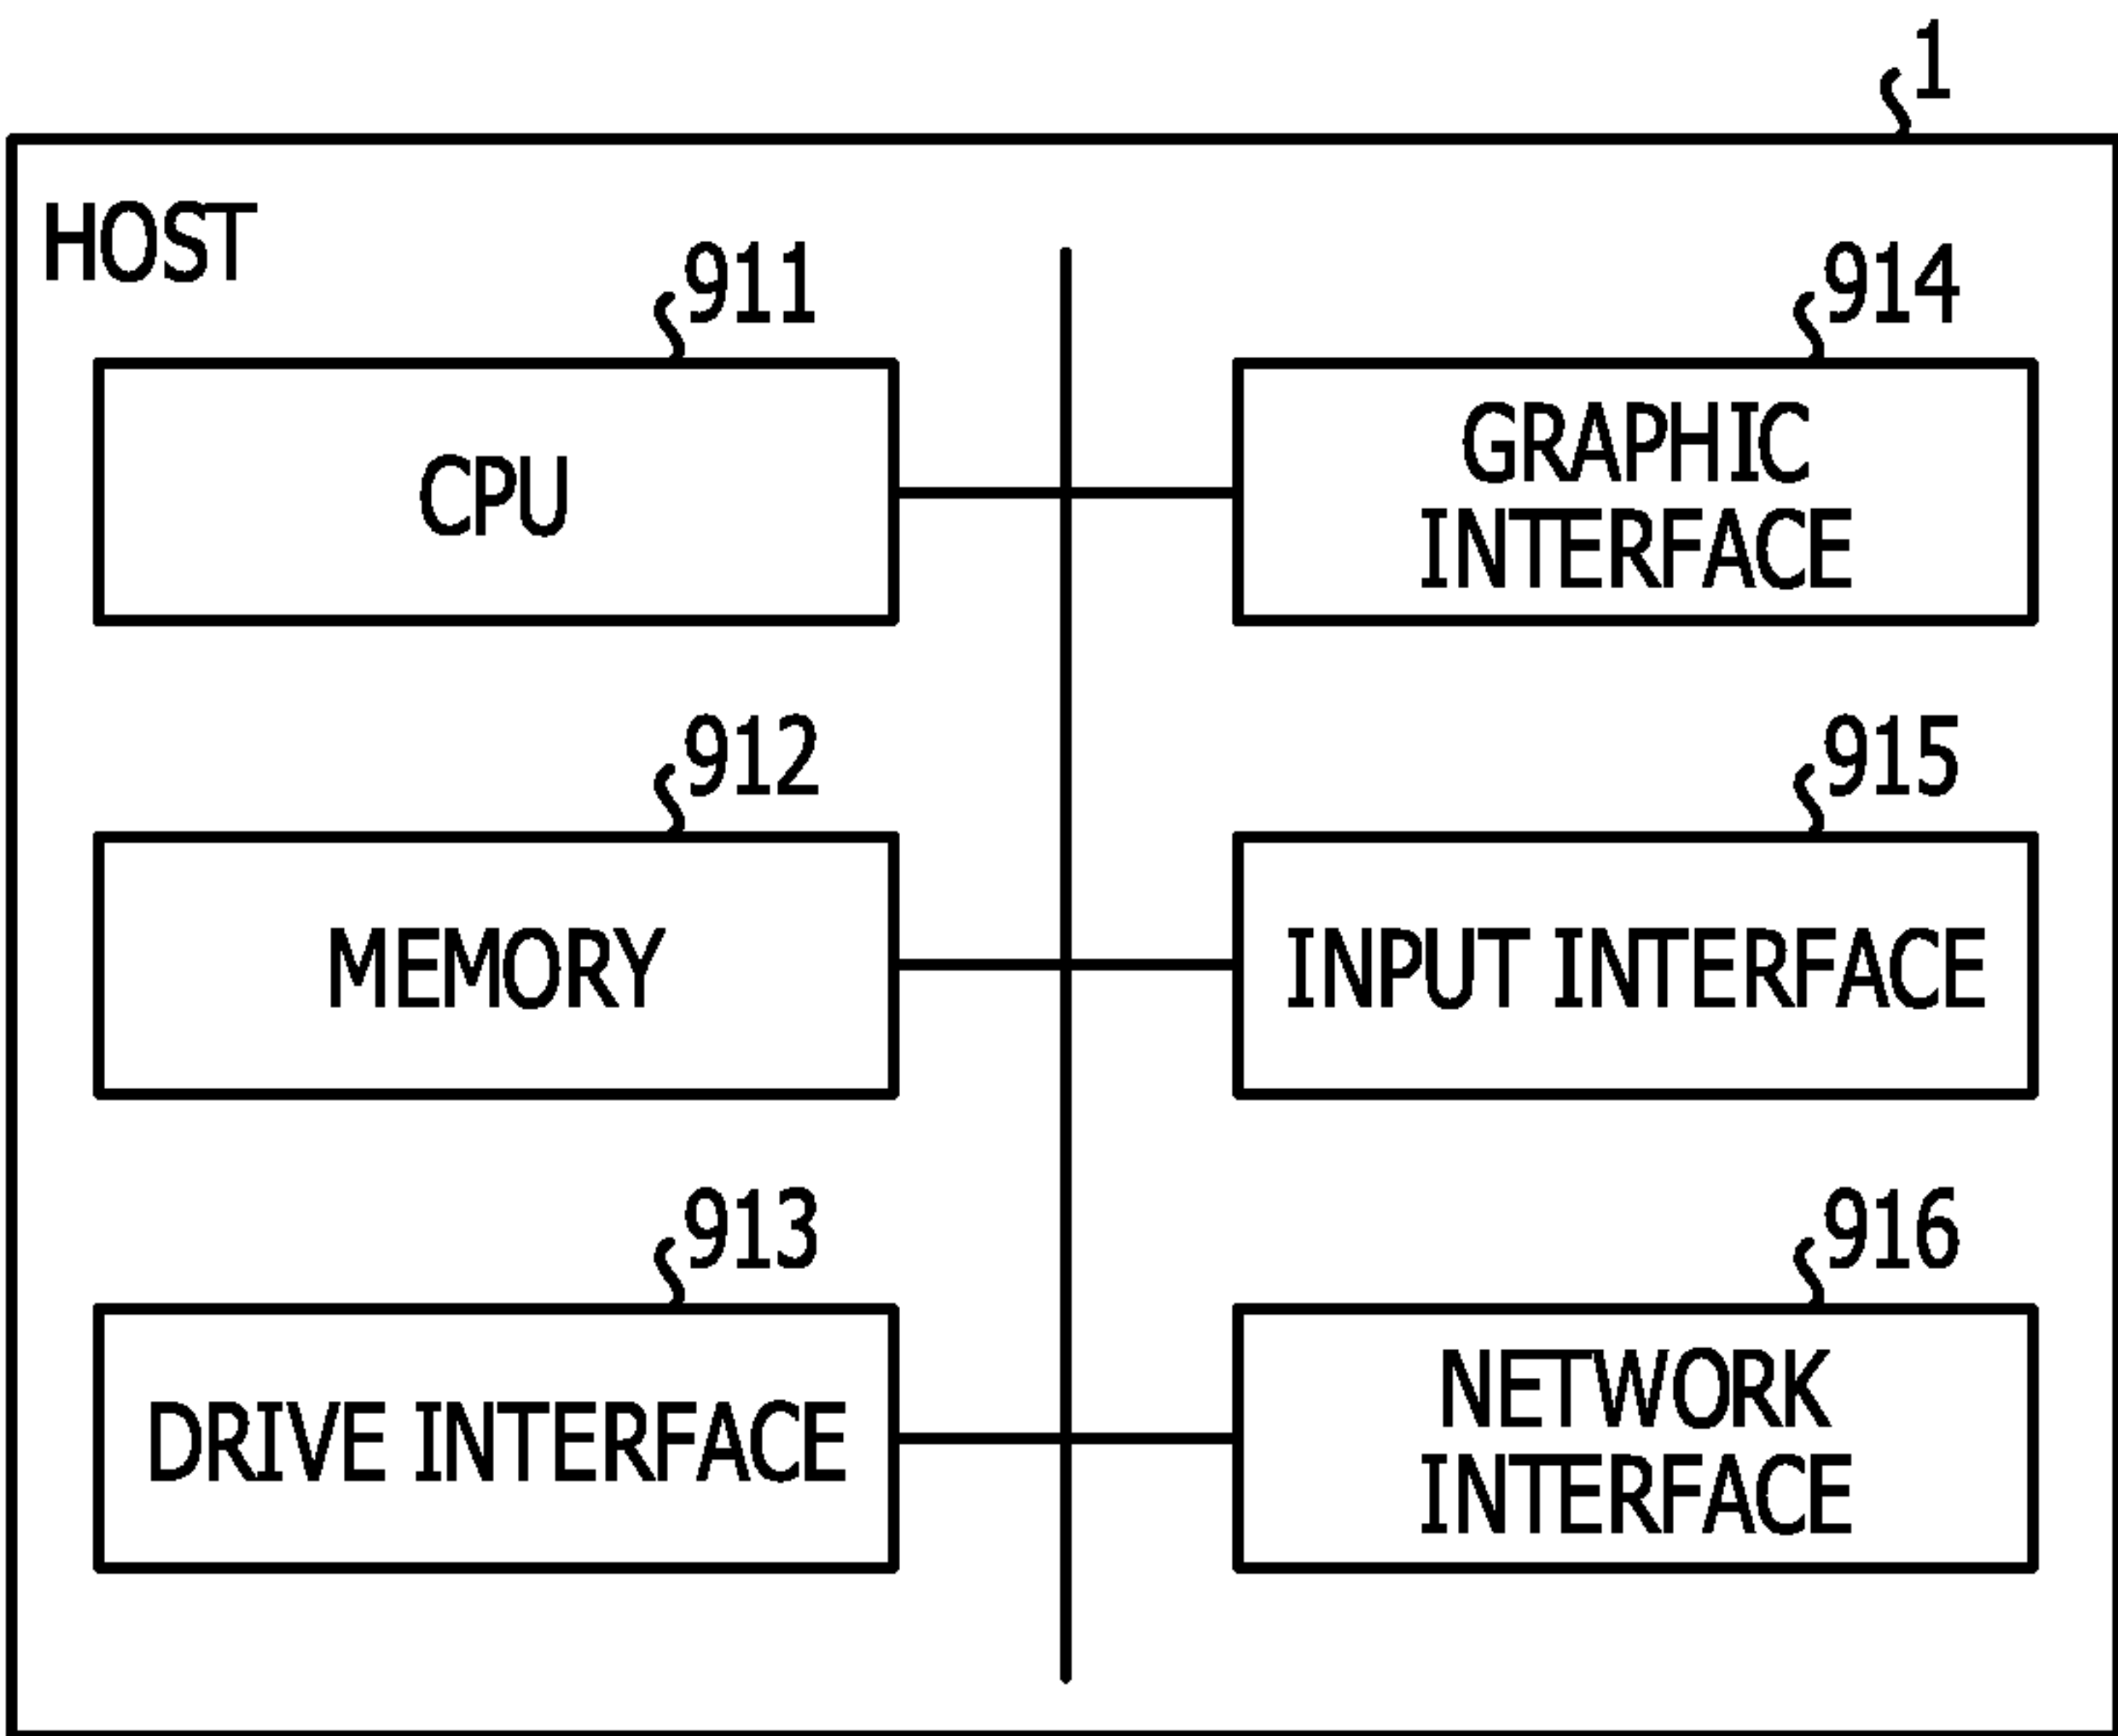 1
HOST
911
CPU
914
GRAPHIC
INTERFACE
912
MEMORY
915
INPUT INTERFACE
913
DRIVE INTERFACE
916
NETWORK
INTERFACE